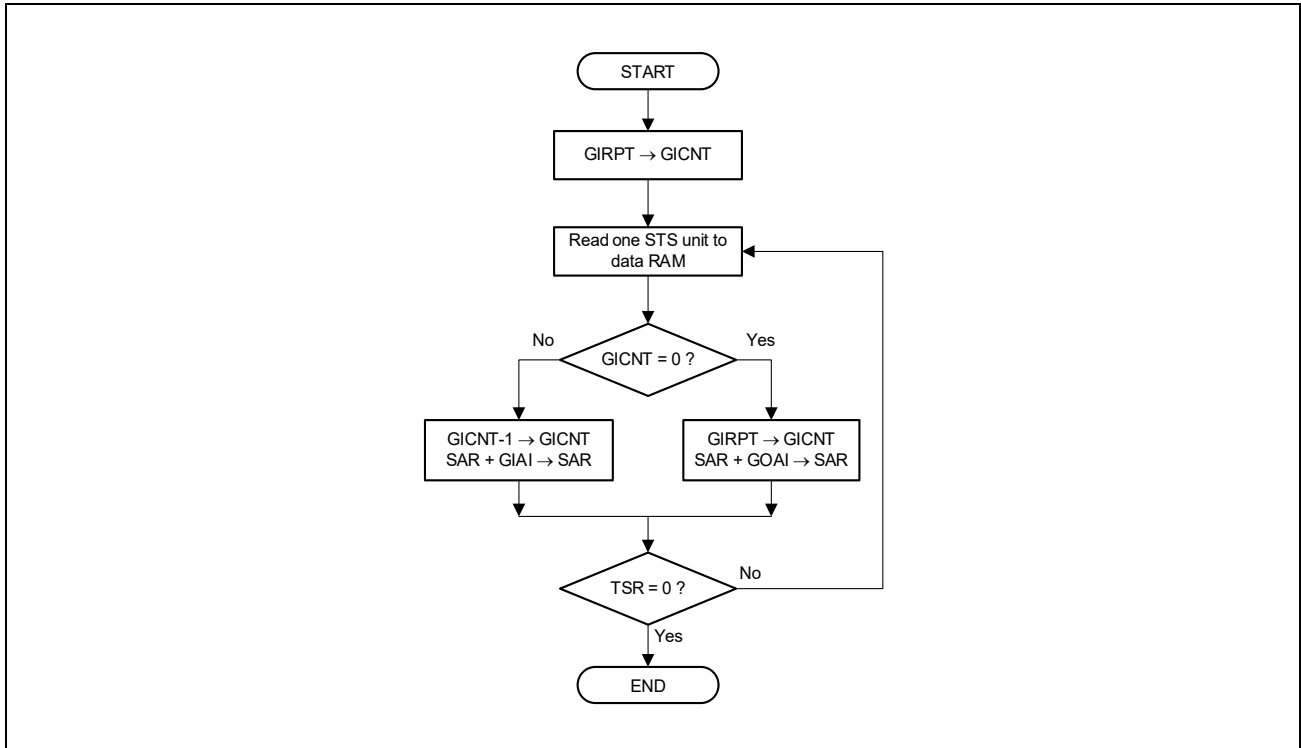 START
GIRPT → GICNT
Read one STS unit to
data RAM
No
GICNT = 0 ?
Yes
GICNT-1 → GICNT
SAR + GIAI → SAR
GIRPT → GICNT
SAR + GOAI → SAR
TSR = 0 ?
No
Yes
END